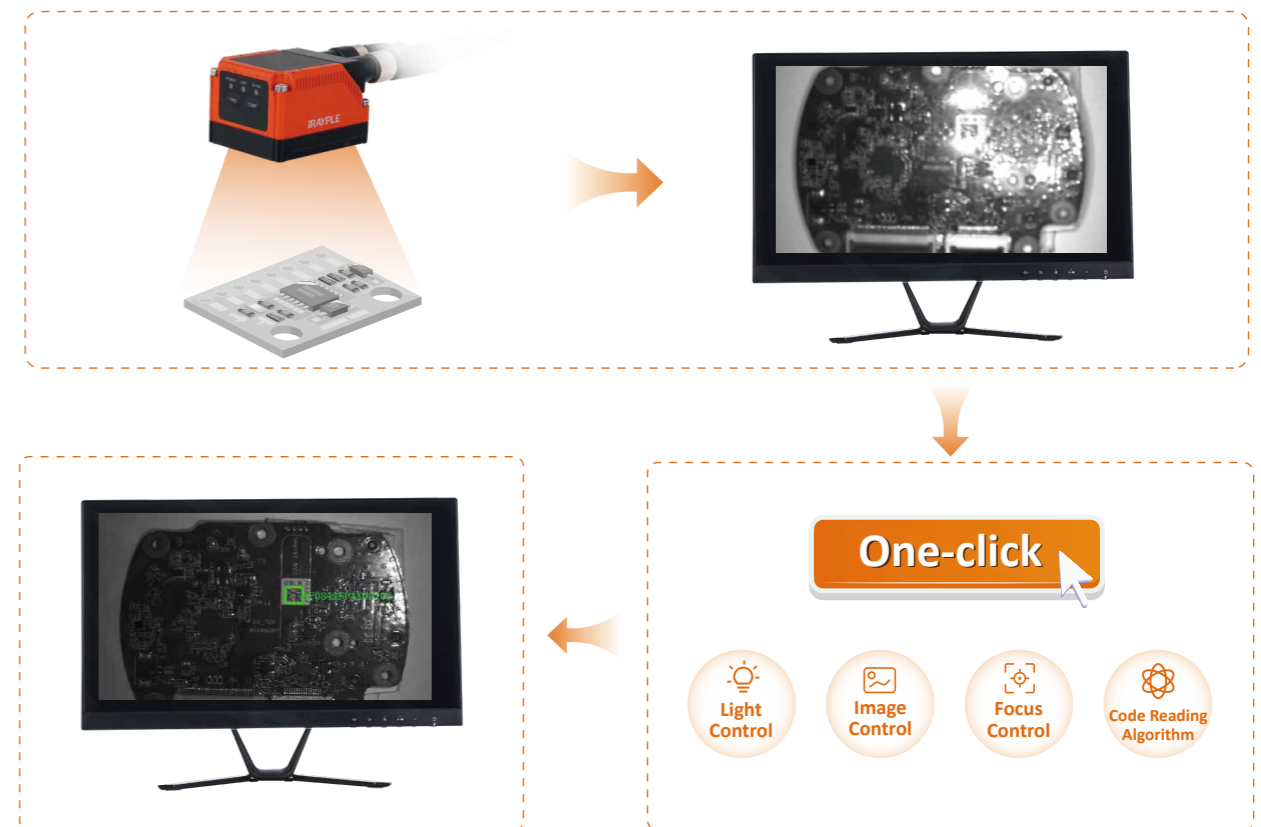 iRAYPLE
One-click
Light
Control
Image
Control
Focus
Control
Code Reading
Algorithm